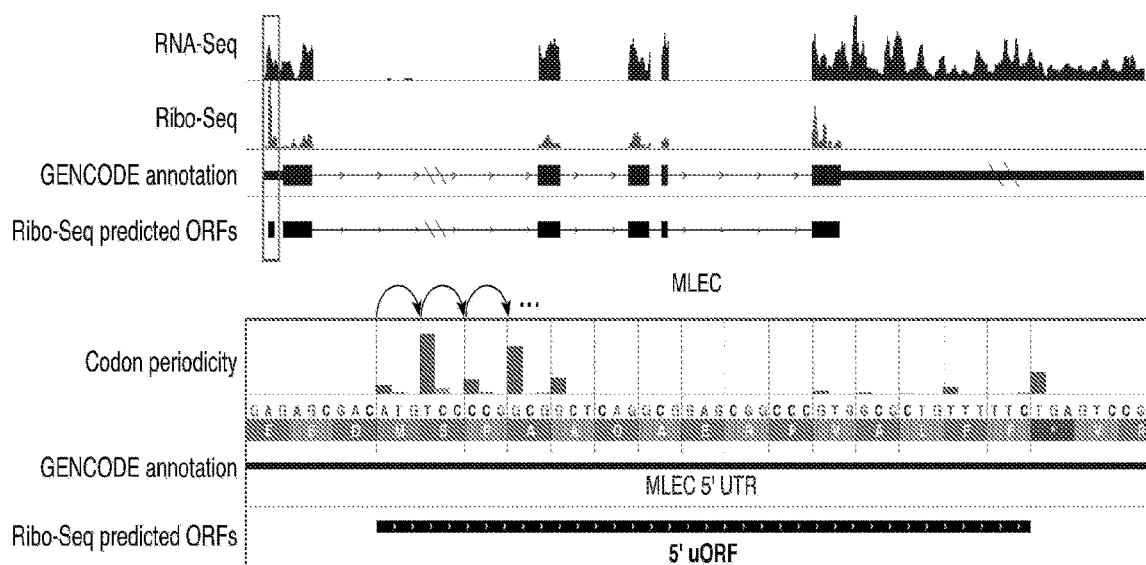 RNA-Seq
Ribo-Seq
GENCODE annotation
Ribo-Seq predicted ORFs
MLEC
...
Codon periodicity
GAGAGCGACATGTCCCCGGCGGCTCAGGCGGAGCGGCCCGTGGCGCTGTTTTTCTGAGTCCG
GENCODE annotation
MLEC 5' UTR
Ribo-Seq predicted ORFs
5' uORF